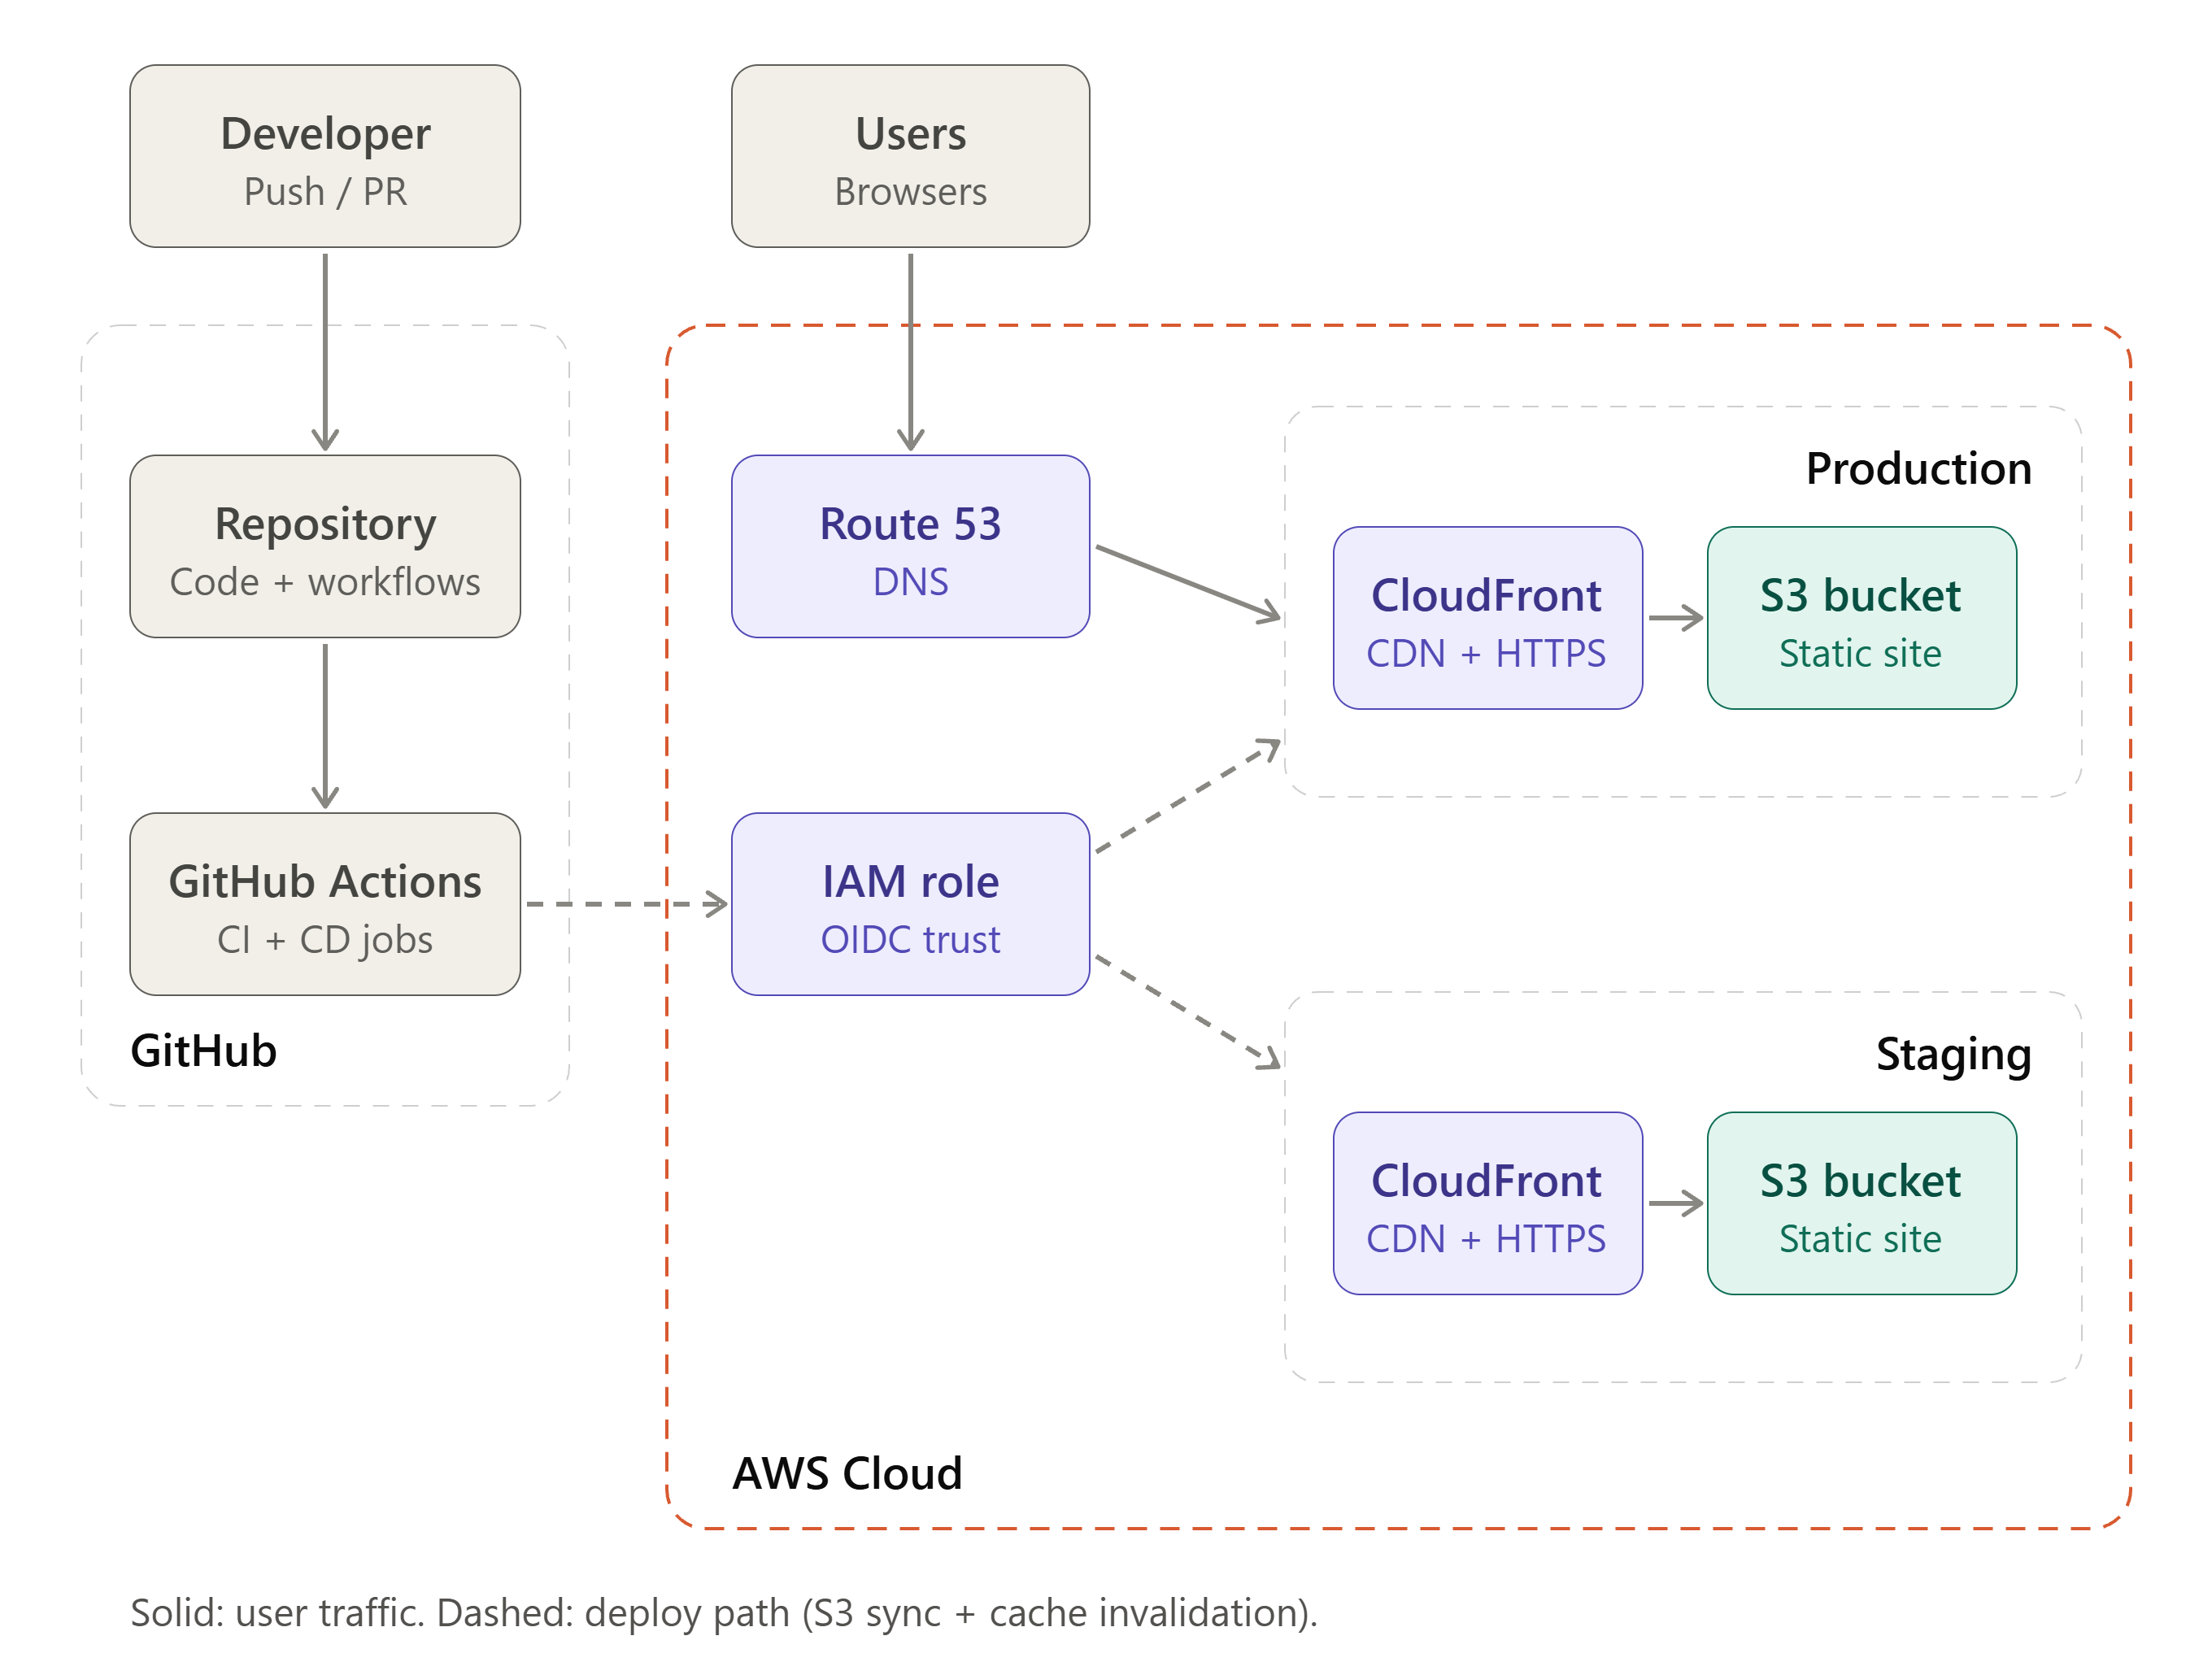 Developer
Push / PR
Users
Browsers
Repository
Code + workflows
GitHub Actions
CI + CD jobs
GitHub
Route 53
DNS
IAM role
OIDC trust
Production
CloudFront
CDN + HTTPS
S3 bucket
Static site
Staging
CloudFront
CDN + HTTPS
S3 bucket
Static site
AWS Cloud
Solid: user traffic. Dashed: deploy path (S3 sync + cache invalidation).